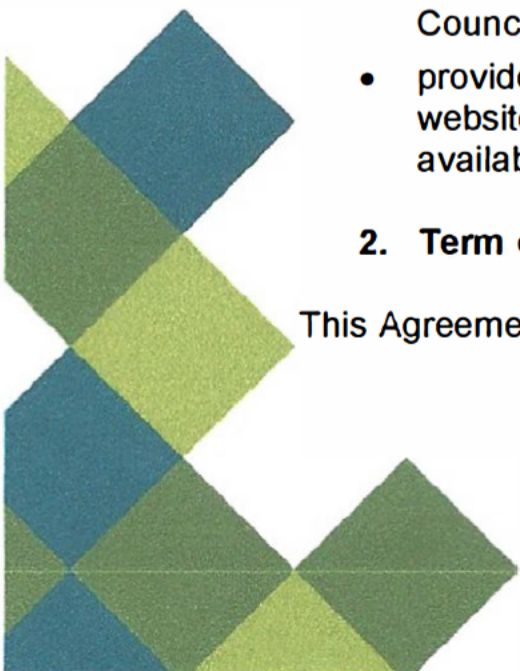 Counc
• provide
website
availab
2. Term
This Agreeme